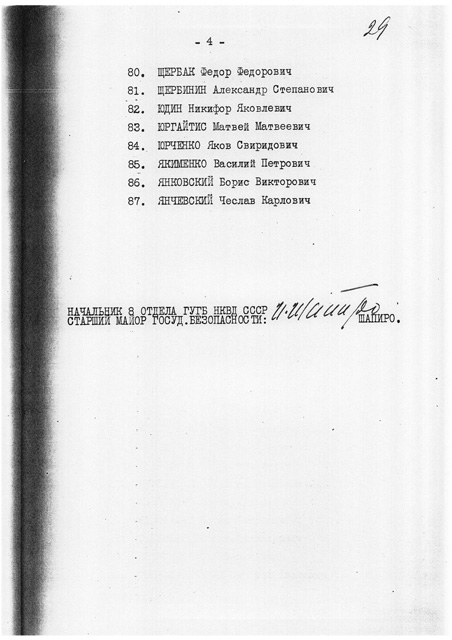 29
- 4 -
80. ЩЕРБАК Федор Федорович
81. ЩЕРБИНИН Александр Степанович
82. ЮДИН Никифор Яковлевич
83. ЮРГАЙТИС Матвей Матвеевич
84. ЮРЧЕНКО Яков Свиридович
85. ЯКИМЕНКО Василий Петрович
86. ЯНКОВСКИЙ Борис Викторович
87. ЯНЧЕВСКИЙ Чеслав Карлович
НАЧАЛЬНИК 8 ОТДЕЛА ГУГБ НКВД СССР
СТАРШИЙ МАЙОР ГОСУД.БЕЗОПАСНОСТИ: И.Шапиро ШАПИРО.